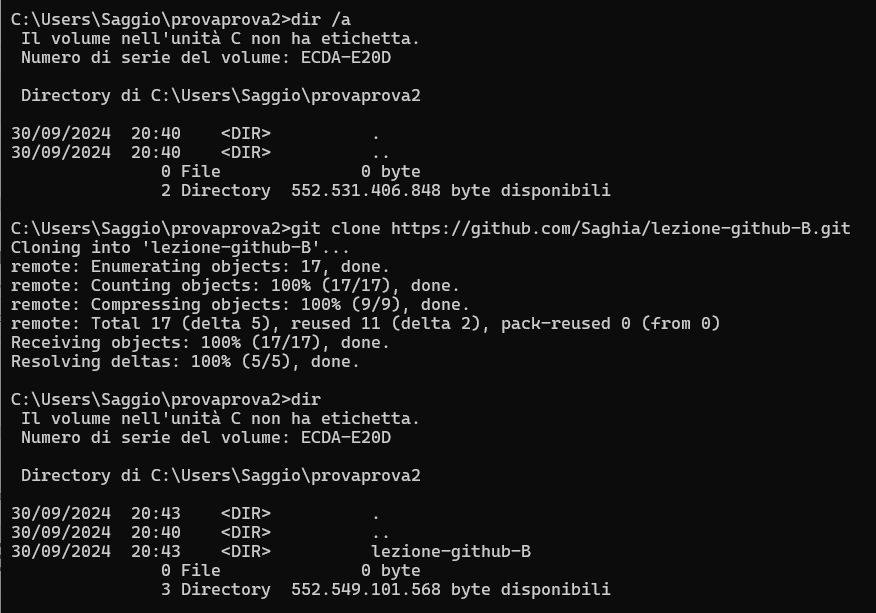 C:\Users\Saggio\provaprova2>dir /a
 Il volume nell'unità C non ha etichetta.
 Numero di serie del volume: ECDA-E20D

 Directory di C:\Users\Saggio\provaprova2

30/09/2024  20:40    <DIR>          .
30/09/2024  20:40    <DIR>          ..
               0 File              0 byte
               2 Directory  552.531.406.848 byte disponibili

C:\Users\Saggio\provaprova2>git clone https://github.com/Saghia/lezione-github-B.git
Cloning into 'lezione-github-B'...
remote: Enumerating objects: 17, done.
remote: Counting objects: 100% (17/17), done.
remote: Compressing objects: 100% (9/9), done.
remote: Total 17 (delta 5), reused 11 (delta 2), pack-reused 0 (from 0)
Receiving objects: 100% (17/17), done.
Resolving deltas: 100% (5/5), done.

C:\Users\Saggio\provaprova2>dir
 Il volume nell'unità C non ha etichetta.
 Numero di serie del volume: ECDA-E20D

 Directory di C:\Users\Saggio\provaprova2

30/09/2024  20:43    <DIR>          .
30/09/2024  20:40    <DIR>          ..
30/09/2024  20:43    <DIR>          lezione-github-B
               0 File              0 byte
               3 Directory  552.549.101.568 byte disponibili